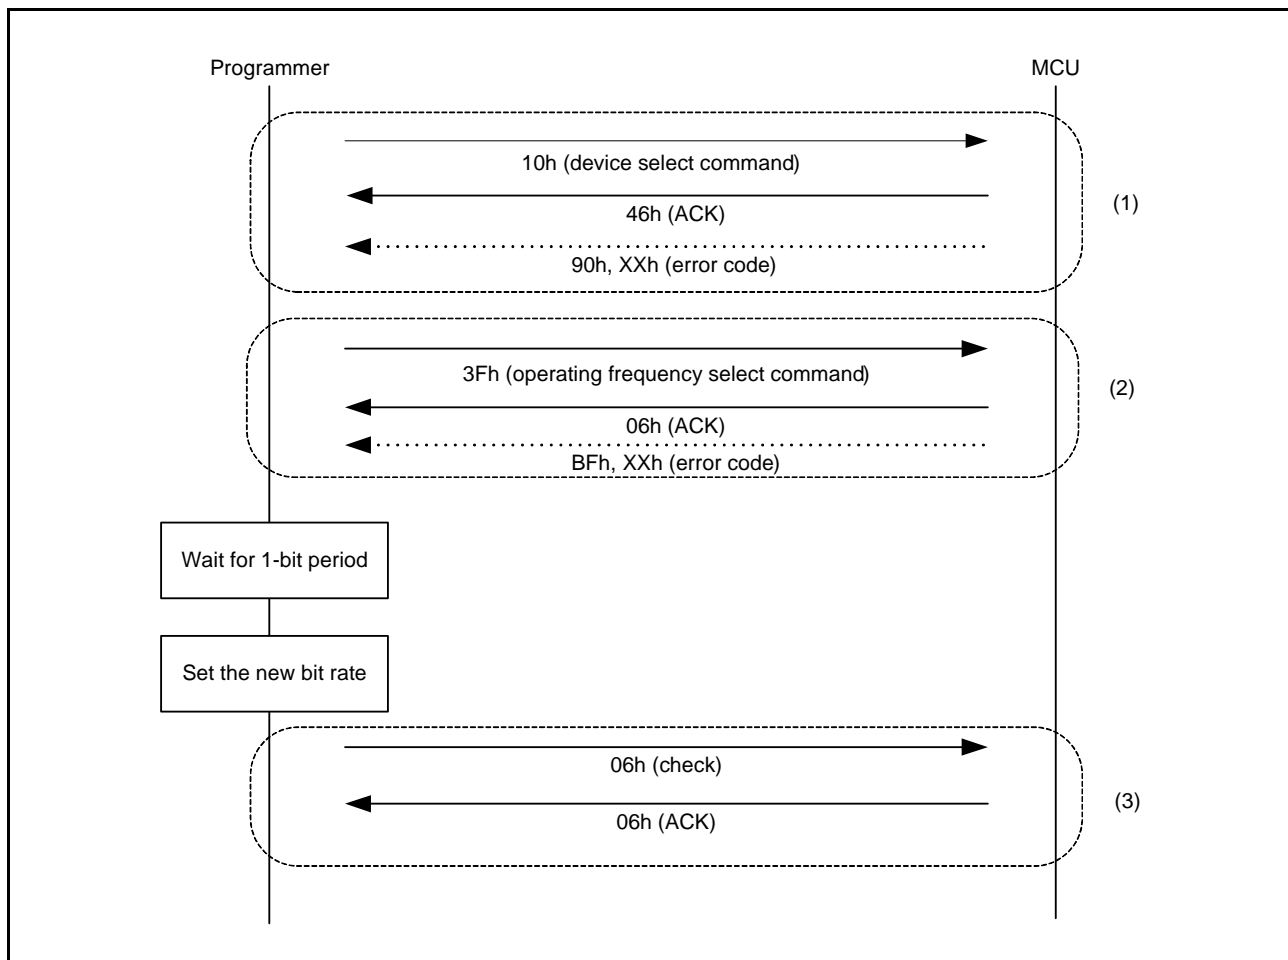 Programmer
MCU
10h (device select command)
46h (ACK)
(1)
90h, XXh (error code)
3Fh (operating frequency select command)
(2)
06h (ACK)
BFh, XXh (error code)
Wait for 1-bit period
Set the new bit rate
06h (check)
(3)
06h (ACK)